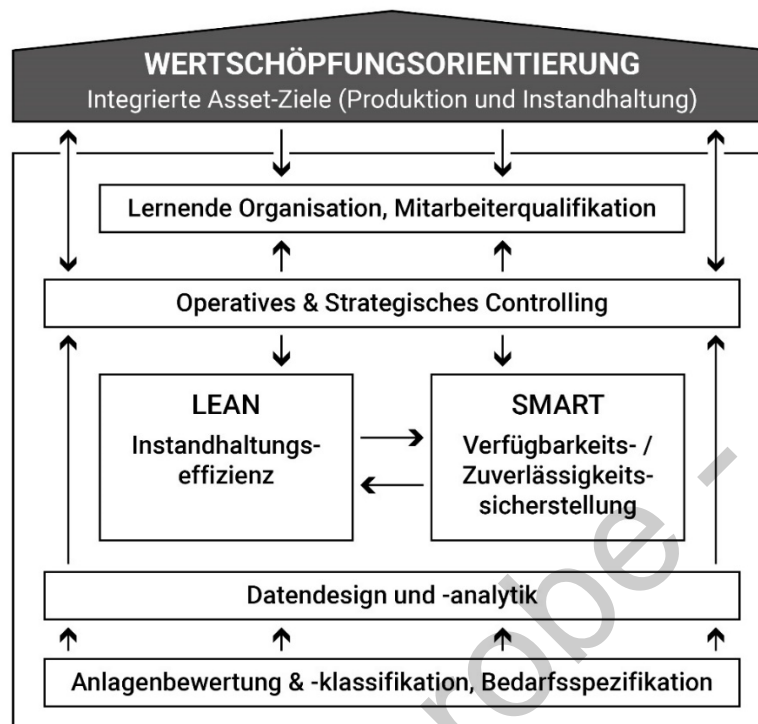 WERTSCHÖPFUNGSORIENTIERUNG
Integrierte Asset-Ziele (Produktion und Instandhaltung)
Lernende Organisation, Mitarbeiterqualifikation
Operatives & Strategisches Controlling
LEAN
Instandhaltungs-
effizienz
SMART
Verfügbarkeits- /
Zuverlässigkeits-
sicherstellung
Datendesign und -analytik
Anlagenbewertung & -klassifikation, Bedarfsspezifikation
robe -